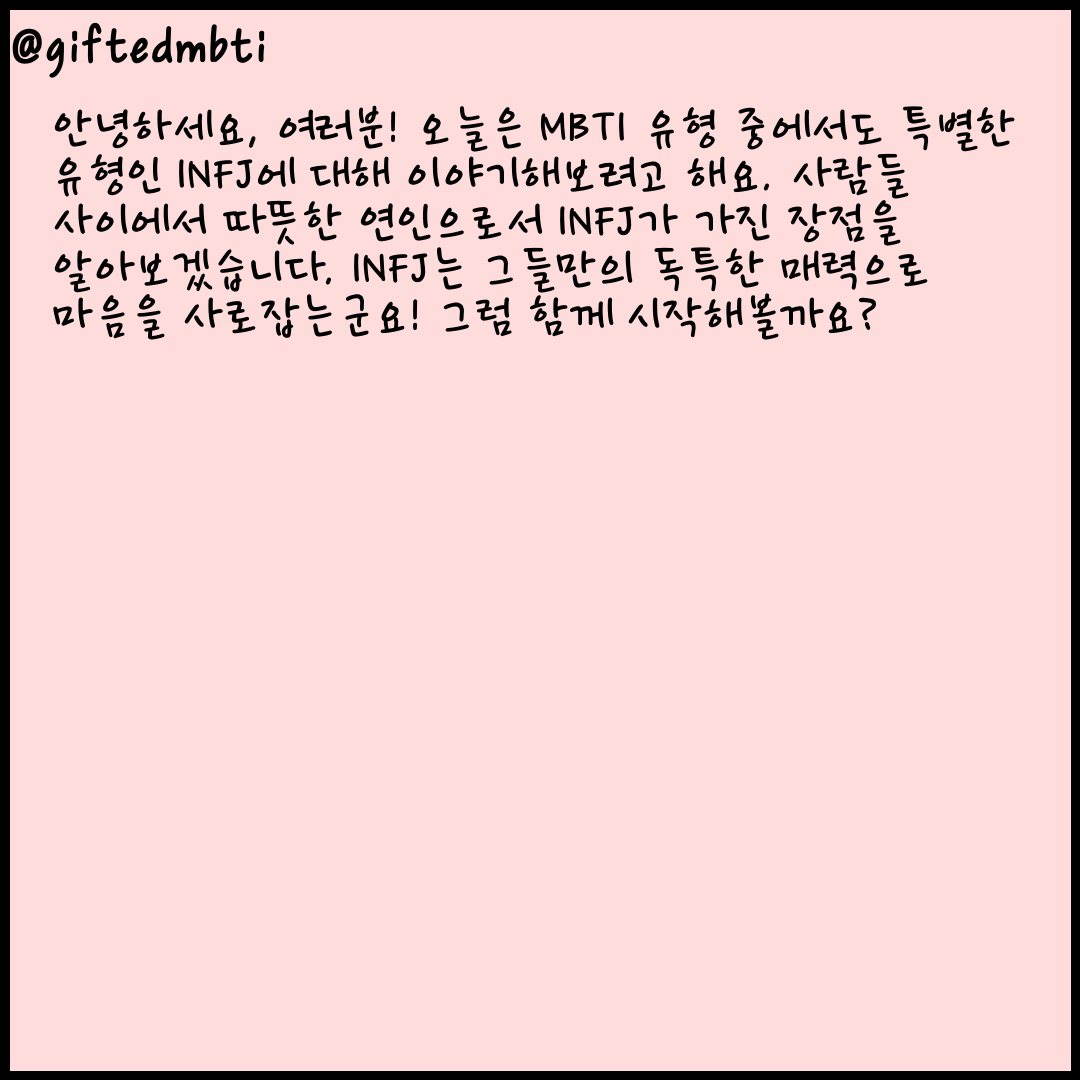 @giftedmbti
안녕하세요, 여러분! 오늘은 MBTI 유형 중에서도 특별한
유형인 INFJ에 대해 이야기해보려고 해요. 사람들
사이에서 따뜻한 연인으로서 INFJ가 가진 장점을
알아보겠습니다. INFJ는 그들만의 독특한 매력으로
마음을 사로잡는군요! 그럼 함께 시작해볼까요?